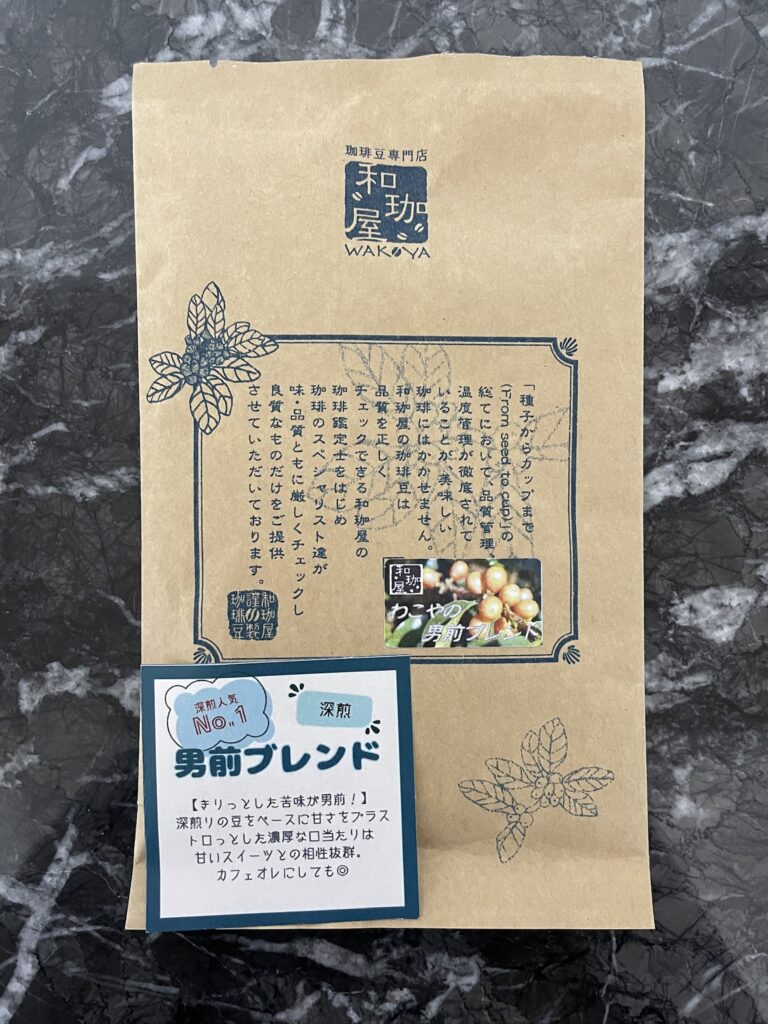 珈琲豆専門店
和珈屋
WAKOYA
「種子からカップまで
(From seed to cup)」の
総てにおいて、品質管理、
温度管理が徹底されて
いることが、美味しい
珈琲にはかかせません。
和珈屋の珈琲豆は
品質を正しく
チェックできる和珈屋の
珈琲鑑定士をはじめ
珈琲のスペシャリスト達が
味・品質ともに厳しくチェックし
良質なものだけをご提供
させていただいております。
和珈屋
謹製の
珈琲豆
和珈屋
わこやの
男前ブレンド
深煎人気
No.1
深煎
男前ブレンド
【きりっとした苦味が男前！】
深煎りの豆をベースに甘さをプラス
トロっとした濃厚な口当たりは
甘いスイーツとの相性抜群。
カフェオレにしても◎